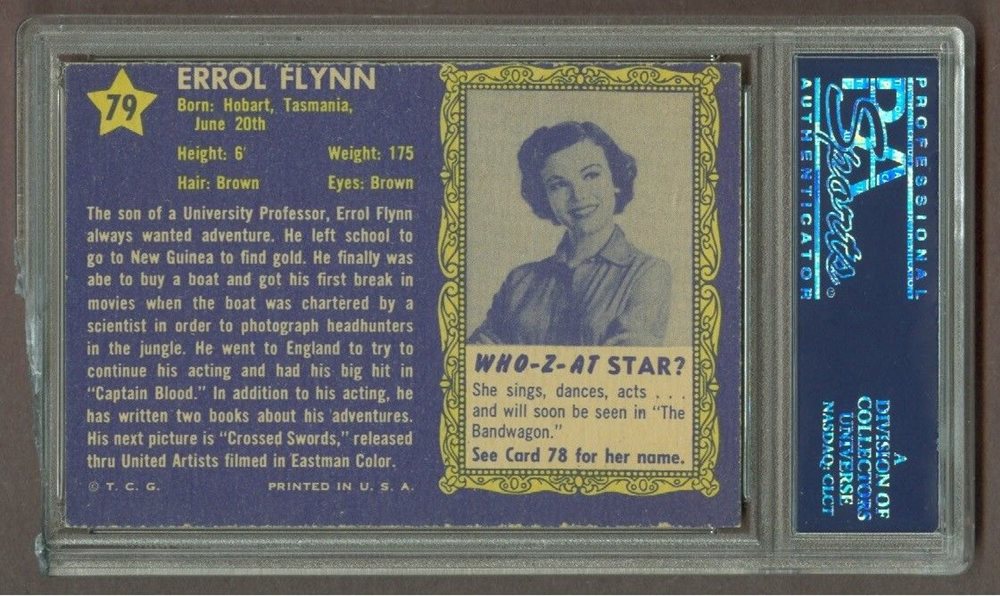 79
ERROL FLYNN
Born: Hobart, Tasmania,
June 20th
Height: 6'
Weight: 175
Hair: Brown
Eyes: Brown
The son of a University Professor, Errol Flynn
always wanted adventure. He left school to
go to New Guinea to find gold. He finally was
abe to buy a boat and got his first break in
movies when the boat was chartered by a
scientist in order to photograph headhunters
in the jungle. He went to England to try to
continue his acting and had his big hit in
"Captain Blood." In addition to his acting, he
has written two books about his adventures.
His next picture is "Crossed Swords," released
thru United Artists filmed in Eastman Color.
© T. C. G.
PRINTED IN U. S. A.
WHO-Z-AT STAR?
She sings, dances, acts . . .
and will soon be seen in "The
Bandwagon."
See Card 78 for her name.
PROFESSIONAL
PSA
Sports
AUTHENTICATOR
A
DIVISION OF
COLLECTORS
UNIVERSE
NASDAQ: CLCT